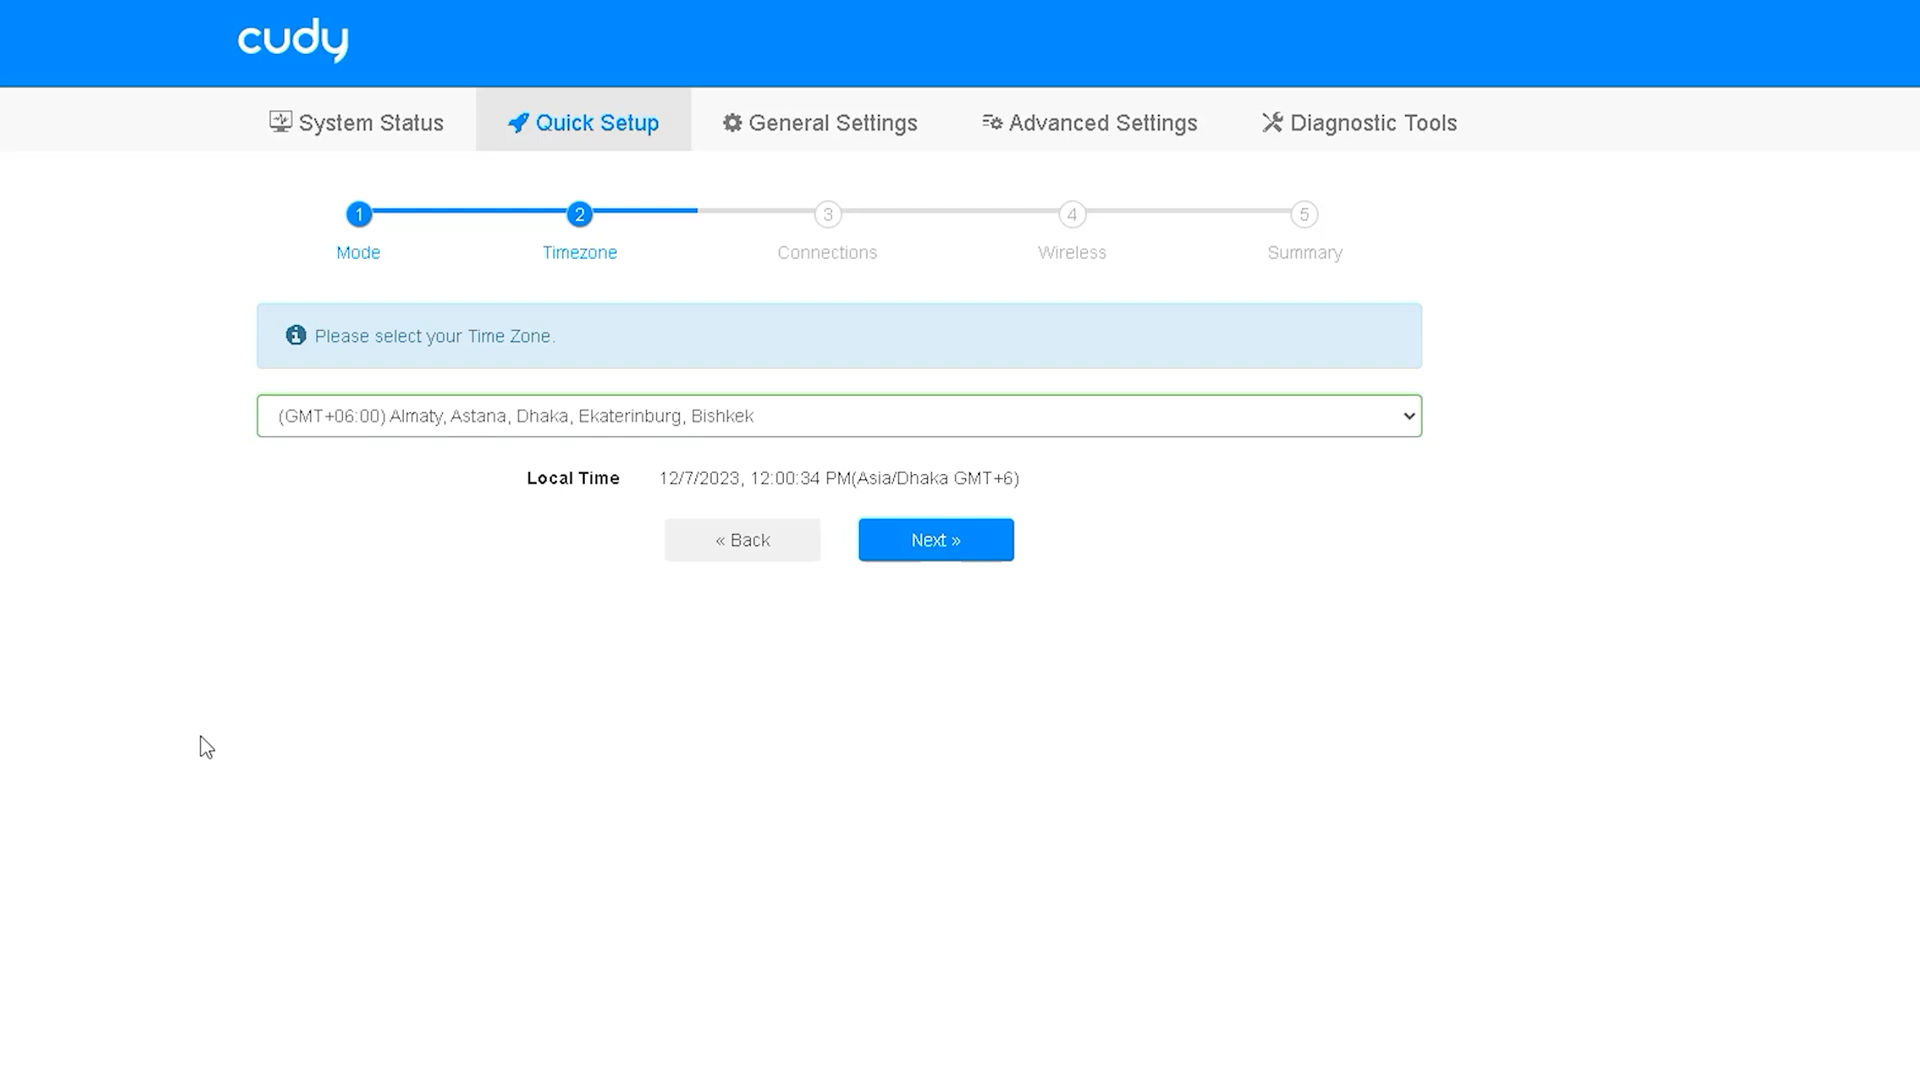 cudy
System Status Quick Setup General Settings Advanced Settings Diagnostic Tools
1 2 3 4 5
Mode Timezone Connections Wireless Summary
Please select your Time Zone.
(GMT+06:00) Almaty, Astana, Dhaka, Ekaterinburg, Bishkek
Local Time 12/7/2023, 12:00:34 PM(Asia/Dhaka GMT+6)
« Back Next »